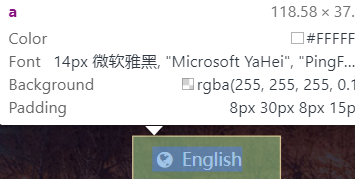 a 118.58 × 37.
Color #FFFFF
Font 14px 微软雅黑, "Microsoft YaHei", "PingF...
Background rgba(255, 255, 255, 0.1
Padding 8px 30px 8px 15p
English